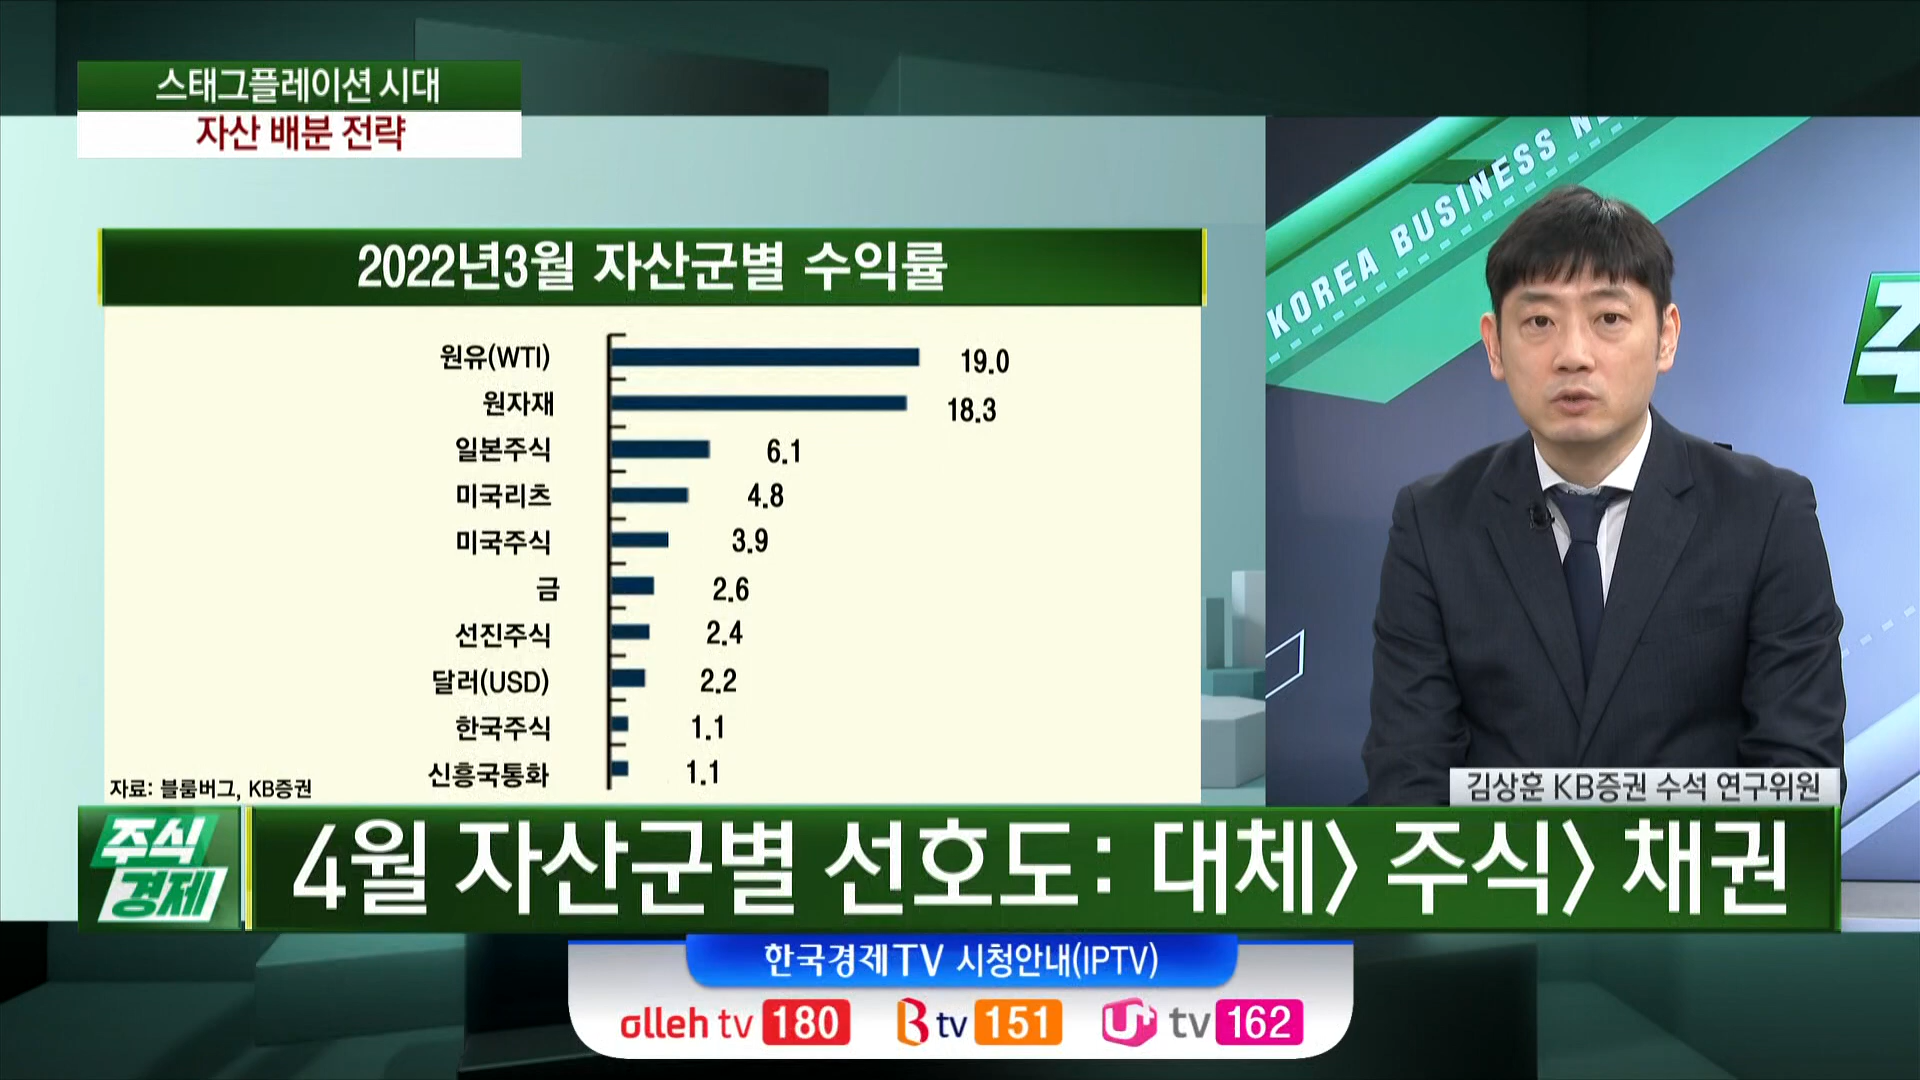 스태그플레이션 시대
자산 배분 전략
KOREA BUSINESS
2022년3월 자산군별 수익률
원유(WTI) 19.0
원자재 18.3
일본주식 6.1
미국리츠 4.8
미국주식 3.9
금 2.6
선진주식 2.4
달러(USD) 2.2
한국주식 1.1
신흥국통화 1.1
자료: 블룸버그, KB증권
김상훈 KB증권 수석 연구위원
주식
경제
4월 자산군별 선호도: 대체> 주식> 채권
한국경제TV 시청안내(IPTV)
olleh tv 180 B tv 151 U+ tv 162